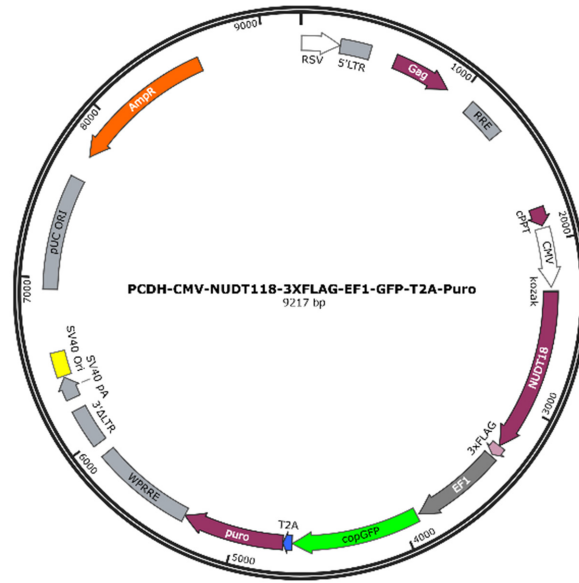 9000
RSV
5'LTR
Gag
1000
RRE
AmpR
8000
cPPT
2000
CMV
pUC ORI
7000
PCDH-CMV-NUDT118-3XFLAG-EF1-GFP-T2A-Puro
9217 bp
kozak
NUDT18
3000
SV40 Ori
SV40 pA
3'ΔLTR
3xFLAG
6000
WPRRE
EF1
puro
T2A
copGFP
4000
5000